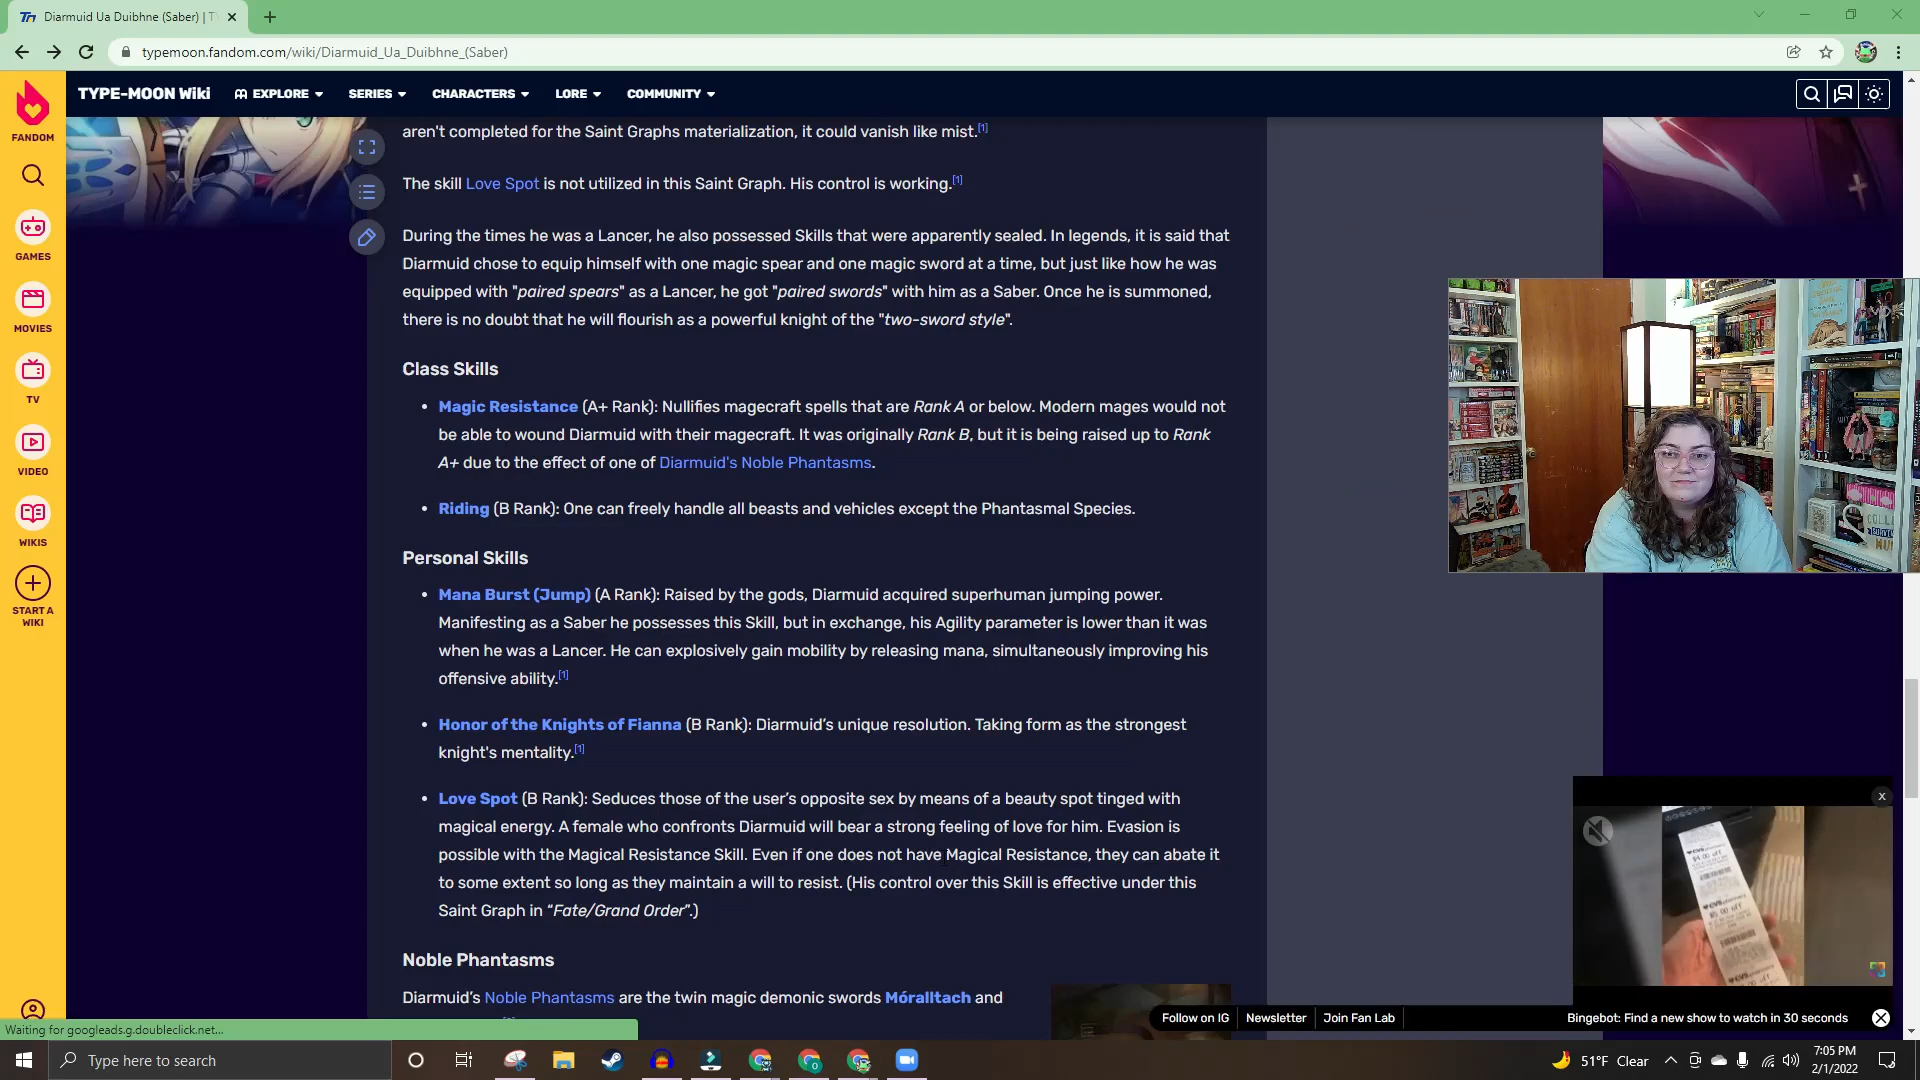 Diarmuid Ua Duibhne (Saber) | T
typemoon.fandom.com/wiki/Diarmuid_Ua_Duibhne_(Saber)
TYPE-MOON Wiki
EXPLORE
SERIES
CHARACTERS
LORE
COMMUNITY
FANDOM
GAMES
MOVIES
TV
VIDEO
WIKIS
START A
WIKI
aren't completed for the Saint Graphs materialization, it could vanish like mist.[1]
The skill Love Spot is not utilized in this Saint Graph. His control is working.[1]
During the times he was a Lancer, he also possessed Skills that were apparently sealed. In legends, it is said that
Diarmuid chose to equip himself with one magic spear and one magic sword at a time, but just like how he was
equipped with "paired spears" as a Lancer, he got "paired swords" with him as a Saber. Once he is summoned,
there is no doubt that he will flourish as a powerful knight of the "two-sword style".
Class Skills
• Magic Resistance (A+ Rank): Nullifies magecraft spells that are Rank A or below. Modern mages would not
be able to wound Diarmuid with their magecraft. It was originally Rank B, but it is being raised up to Rank
A+ due to the effect of one of Diarmuid's Noble Phantasms.
• Riding (B Rank): One can freely handle all beasts and vehicles except the Phantasmal Species.
Personal Skills
• Mana Burst (Jump) (A Rank): Raised by the gods, Diarmuid acquired superhuman jumping power.
Manifesting as a Saber he possesses this Skill, but in exchange, his Agility parameter is lower than it was
when he was a Lancer. He can explosively gain mobility by releasing mana, simultaneously improving his
offensive ability.[1]
• Honor of the Knights of Fianna (B Rank): Diarmuid's unique resolution. Taking form as the strongest
knight's mentality.[1]
• Love Spot (B Rank): Seduces those of the user's opposite sex by means of a beauty spot tinged with
magical energy. A female who confronts Diarmuid will bear a strong feeling of love for him. Evasion is
possible with the Magical Resistance Skill. Even if one does not have Magical Resistance, they can abate it
to some extent so long as they maintain a will to resist. (His control over this Skill is effective under this
Saint Graph in “Fate/Grand Order”.)
Noble Phantasms
Diarmuid's Noble Phantasms are the twin magic demonic swords Móralltach and
Follow on IG
Newsletter
Join Fan Lab
Bingebot: Find a new show to watch in 30 seconds
Waiting for googleads.g.doubleclick.net...
Type here to search
51°F Clear
7:05 PM
2/1/2022